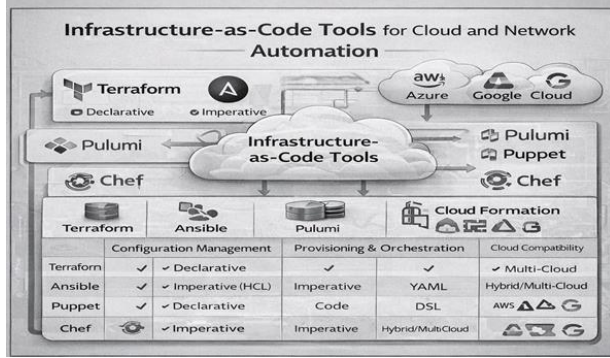 Infrastructure-as-Code Tools for Cloud and Network
Automation
Terraform
Declarative
Imperative
aws
Azure Google Cloud
Pulumi
Infrastructure-
as-Code Tools
Pulumi
Puppet
Chef
Chef
Terraform Ansible Pulumi Cloud Formation
Configuration Management Provisioning & Orchestration Cloud Compatibility
Terraforn ✓ ✓ Declarative ✓ ✓ ✓ Multi-Cloud
Ansible ✓ ✓ Imperative (HCL) Imperative YAML Hybrid/Multi-Cloud
Puppet ✓ ✓ Declarative Code DSL AWS
Chef ✓ Imperative Imperative Hybrid/MultiCloud